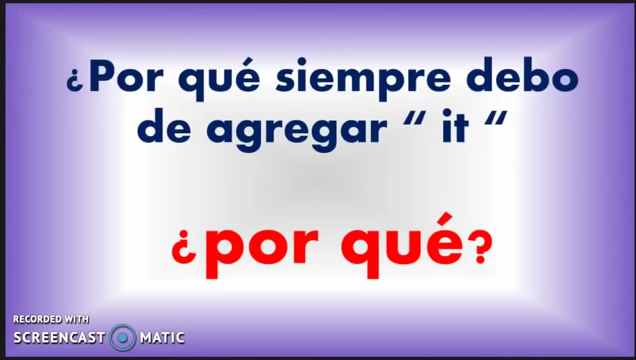 ¿Por qué siempre debo
de agregar “ it “
¿por qué?
RECORDED WITH
SCREENCAST MATIC